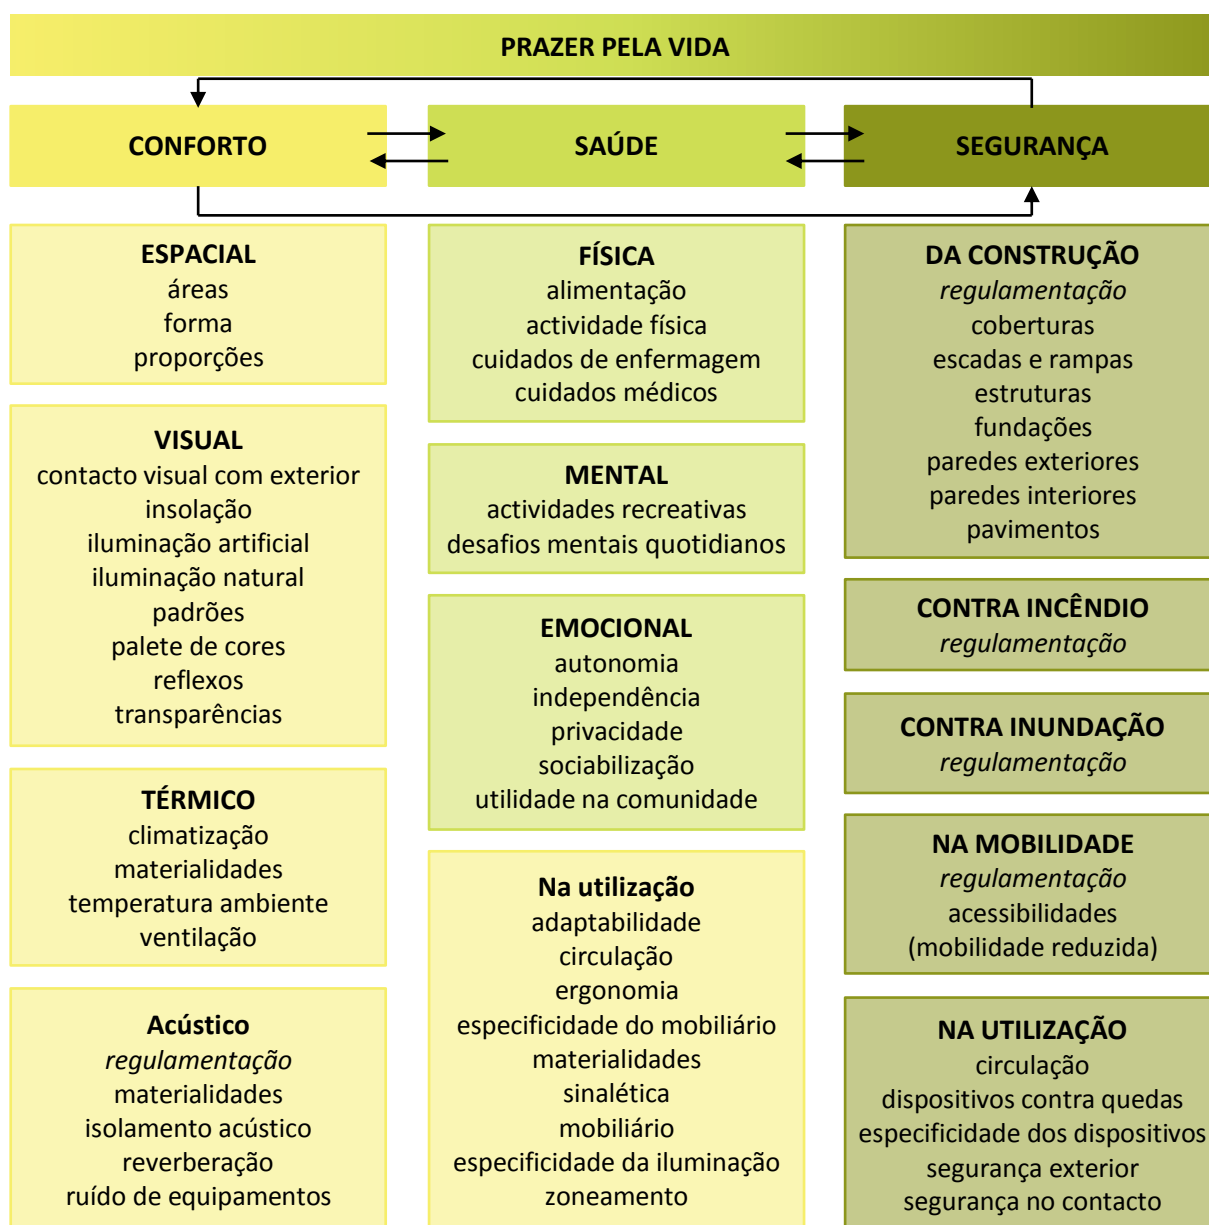 PRAZER PELA VIDA
CONFORTO
SAÚDE
SEGURANÇA
ESPACIAL
áreas
forma
proporções
VISUAL
contacto visual com exterior
insolação
iluminação artificial
iluminação natural
padrões
palete de cores
reflexos
transparências
TÉRMICO
climatização
materialidades
temperatura ambiente
ventilação
Acústico
regulamentação
materialidades
isolamento acústico
reverberação
ruído de equipamentos
FÍSICA
alimentação
actividade física
cuidados de enfermagem
cuidados médicos
MENTAL
actividades recreativas
desafios mentais quotidianos
EMOCIONAL
autonomia
independência
privacidade
sociabilização
utilidade na comunidade
Na utilização
adaptabilidade
circulação
ergonomia
especificidade do mobiliário
materialidades
sinalética
mobiliário
especificidade da iluminação
zoneamento
DA CONSTRUÇÃO
regulamentação
coberturas
escadas e rampas
estruturas
fundações
paredes exteriores
paredes interiores
pavimentos
CONTRA INCÊNDIO
regulamentação
CONTRA INUNDAÇÃO
regulamentação
NA MOBILIDADE
regulamentação
acessibilidades
(mobilidade reduzida)
NA UTILIZAÇÃO
circulação
dispositivos contra quedas
especificidade dos dispositivos
segurança exterior
segurança no contacto